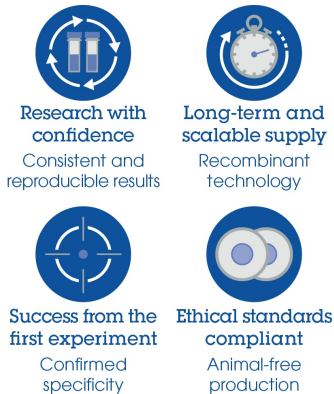 Research with
confidence
Consistent and
reproducible results
Long-term and
scalable supply
Recombinant
technology
Success from the
first experiment
Confirmed
specificity
Ethical standards
compliant
Animal-free
production